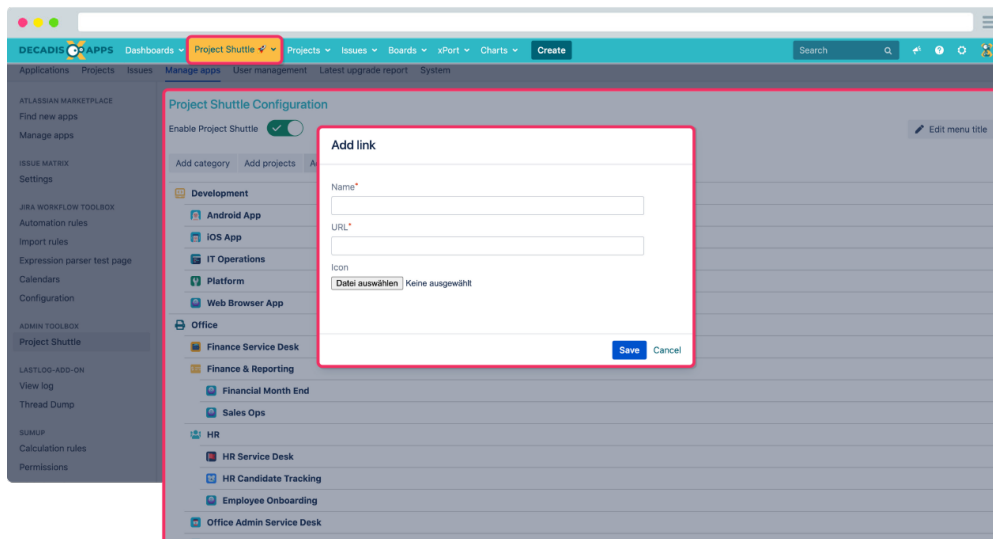 DECADIS APPS Dashboards Project Shuttle Projects Issues Boards xPort Charts Create Search
Applications Projects Issues Manage apps User management Latest upgrade report System
ATLASSIAN MARKETPLACE
Find new apps
Manage apps
ISSUE MATRIX
Settings
JIRA WORKFLOW TOOLBOX
Automation rules
Import rules
Expression parser test page
Calendars
Configuration
ADMIN TOOLBOX
Project Shuttle
LASTLOG-ADD-ON
View log
Thread Dump
SUMUP
Calculation rules
Permissions
Project Shuttle Configuration
Enable Project Shuttle
Edit menu title
Add category Add projects
Development
Android App
iOS App
IT Operations
Platform
Web Browser App
Office
Finance Service Desk
Finance & Reporting
Financial Month End
Sales Ops
HR
HR Service Desk
HR Candidate Tracking
Employee Onboarding
Office Admin Service Desk
Add link
Name*
URL*
Icon
Datei auswählen Keine ausgewählt
Save Cancel